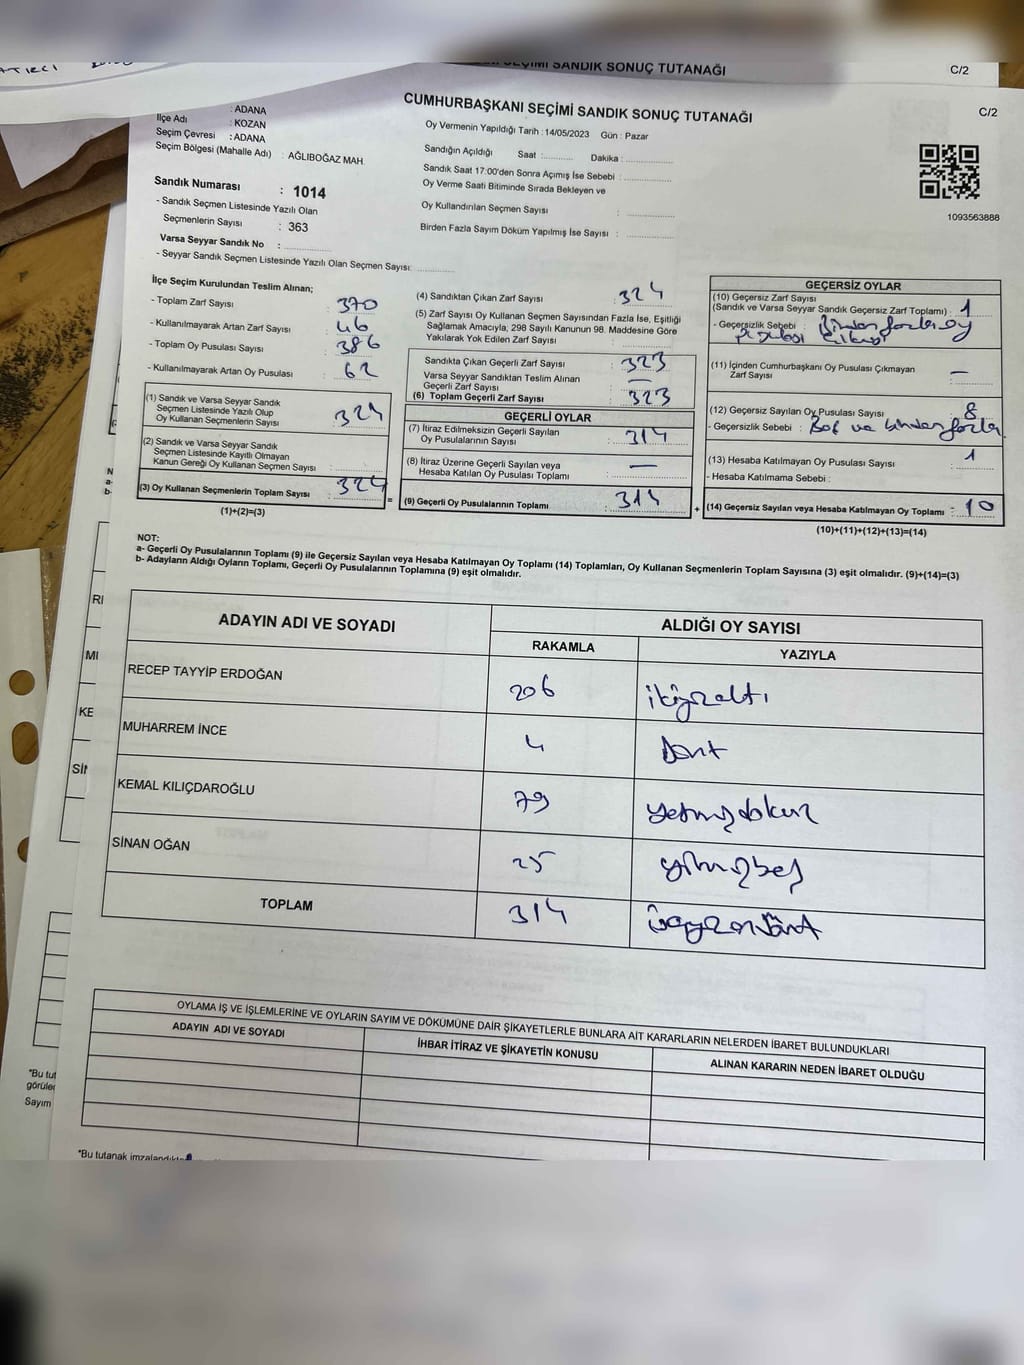 SEÇİMİ SANDIK SONUÇ TUTANAĞI
C/2
CUMHURBAŞKANI SEÇİMİ SANDIK SONUÇ TUTANAĞI
C/2
: ADANA
İlçe Adı : KOZAN
Seçim Çevresi : ADANA
Seçim Bölgesi (Mahalle Adı) : AĞLIBOĞAZ MAH.
Oy Vermenin Yapıldığı Tarih : 14/05/2023 Gün : Pazar
Sandığın Açıldığı Saat :........... Dakika :...........
Sandık Saat 17:00'den Sonra Açımış İse Sebebi :
Oy Verme Saati Bitiminde Sırada Bekleyen ve
Oy Kullandırılan Seçmen Sayısı :
Birden Fazla Sayım Döküm Yapılmış İse Sayısı :
1093563888
Sandık Numarası : 1014
- Sandık Seçmen Listesinde Yazılı Olan
Seçmenlerin Sayısı : 363
Varsa Seyyar Sandık No :
- Seyyar Sandık Seçmen Listesinde Yazılı Olan Seçmen Sayısı:
İlçe Seçim Kurulundan Teslim Alınan;
- Toplam Zarf Sayısı 370
- Kullanılmayarak Artan Zarf Sayısı : 46
- Toplam Oy Pusulası Sayısı : 386
- Kullanılmayarak Artan Oy Pusulası : 62
(1) Sandık ve Varsa Seyyar Sandık
Seçmen Listesinde Yazılı Olup
Oy Kullanan Seçmenlerin Sayısı : 324
(2) Sandık ve Varsa Seyyar Sandık
Seçmen Listesinde Kayıtlı Olmayan
Kanun Gereği Oy Kullanan Seçmen Sayısı :
(3) Oy Kullanan Seçmenlerin Toplam Sayısı : 324
(1)+(2)=(3)
(4) Sandıktan Çıkan Zarf Sayısı : 324
(5) Zarf Sayısı Oy Kullanan Seçmen Sayısından Fazla İse, Eşitliği
Sağlamak Amacıyla, 298 Sayılı Kanunun 98. Maddesine Göre
Yakılarak Yok Edilen Zarf Sayısı :
Sandıkta Çıkan Geçerli Zarf Sayısı : 323
Varsa Seyyar Sandıktan Teslim Alınan
Geçerli Zarf Sayısı : —
(6) Toplam Geçerli Zarf Sayısı : 323
GEÇERLİ OYLAR
(7) İtiraz Edilmeksizin Geçerli Sayılan
Oy Pusulalarının Sayısı : 314
(8) İtiraz Üzerine Geçerli Sayılan veya
Hesaba Katılan Oy Pusulası Toplamı : —
(9) Geçerli Oy Pusulalarının Toplamı : 314
GEÇERSİZ OYLAR
(10) Geçersiz Zarf Sayısı
(Sandık ve Varsa Seyyar Sandık Geçersiz Zarf Toplamı) : 1
- Geçersizlik Sebebi : Birden fazla oy
pusulası
(11) İçinden Cumhurbaşkanı Oy Pusulası Çıkmayan
Zarf Sayısı : —
(12) Geçersiz Sayılan Oy Pusulası Sayısı : 8
- Geçersizlik Sebebi : Boş ve birden fazla
(13) Hesaba Katılmayan Oy Pusulası Sayısı : 1
- Hesaba Katılmama Sebebi :
(14) Geçersiz Sayılan veya Hesaba Katılmayan Oy Toplamı : 10
(10)+(11)+(12)+(13)=(14)
NOT:
a- Geçerli Oy Pusulalarının Toplamı (9) ile Geçersiz Sayılan veya Hesaba Katılmayan Oy Toplamı (14) Toplamları, Oy Kullanan Seçmenlerin Toplam Sayısına (3) eşit olmalıdır. (9)+(14)=(3)
b- Adayların Aldığı Oyların Toplamı, Geçerli Oy Pusulalarının Toplamına (9) eşit olmalıdır.
ADAYIN ADI VE SOYADI ALDIĞI OY SAYISI
RAKAMLA YAZIYLA
RECEP TAYYİP ERDOĞAN 206 ikiyüzaltı
MUHARREM İNCE 4 Dört
KEMAL KILIÇDAROĞLU 79 yetmişdokuz
SİNAN OĞAN 25 yirmibeş
TOPLAM 314 üçyüzondört
OYLAMA İŞ VE İŞLEMLERİNE VE OYLARIN SAYIM VE DÖKÜMÜNE DAİR ŞİKAYETLERLE BUNLARA AİT KARARLARIN NELERDEN İBARET BULUNDUKLARI
ADAYIN ADI VE SOYADI İHBAR İTİRAZ VE ŞİKAYETİN KONUSU ALINAN KARARIN NEDEN İBARET OLDUĞU
*Bu tut
görüle
Sayım
*Bu tutanak imzalandıkta